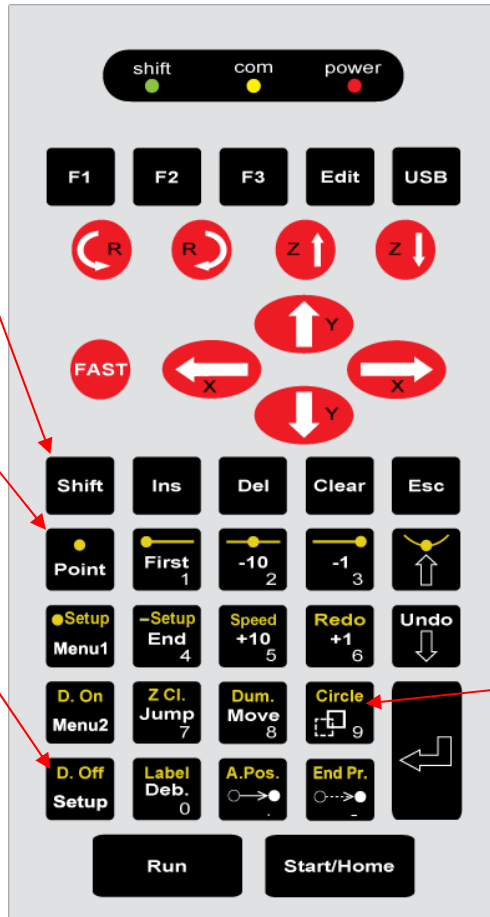 shift com power
F1 F2 F3 Edit USB
R R Z Z
Y
FAST X X
Y
Shift Ins Del Clear Esc
Point First 1 -10 2 -1 3
Setup -Setup Speed Redo Undo
Menu1 End 4 +10 5 +1 6
D. On Z Cl. Dum. Circle
Menu2 Jump 7 Move 8 9
D. Off Label A.Pos. End Pr.
Setup Deb. 0 . -
Run Start/Home